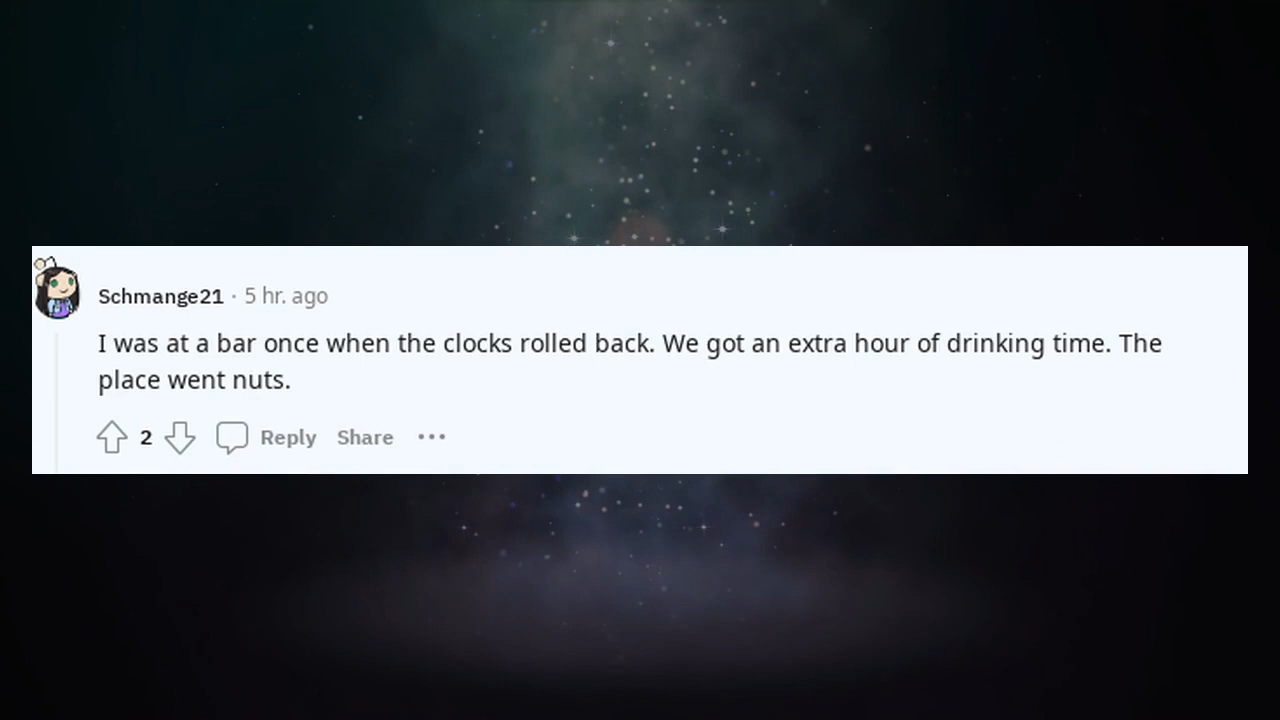 Schmange21 · 5 hr. ago
I was at a bar once when the clocks rolled back. We got an extra hour of drinking time. The
place went nuts.
2 Reply Share ···